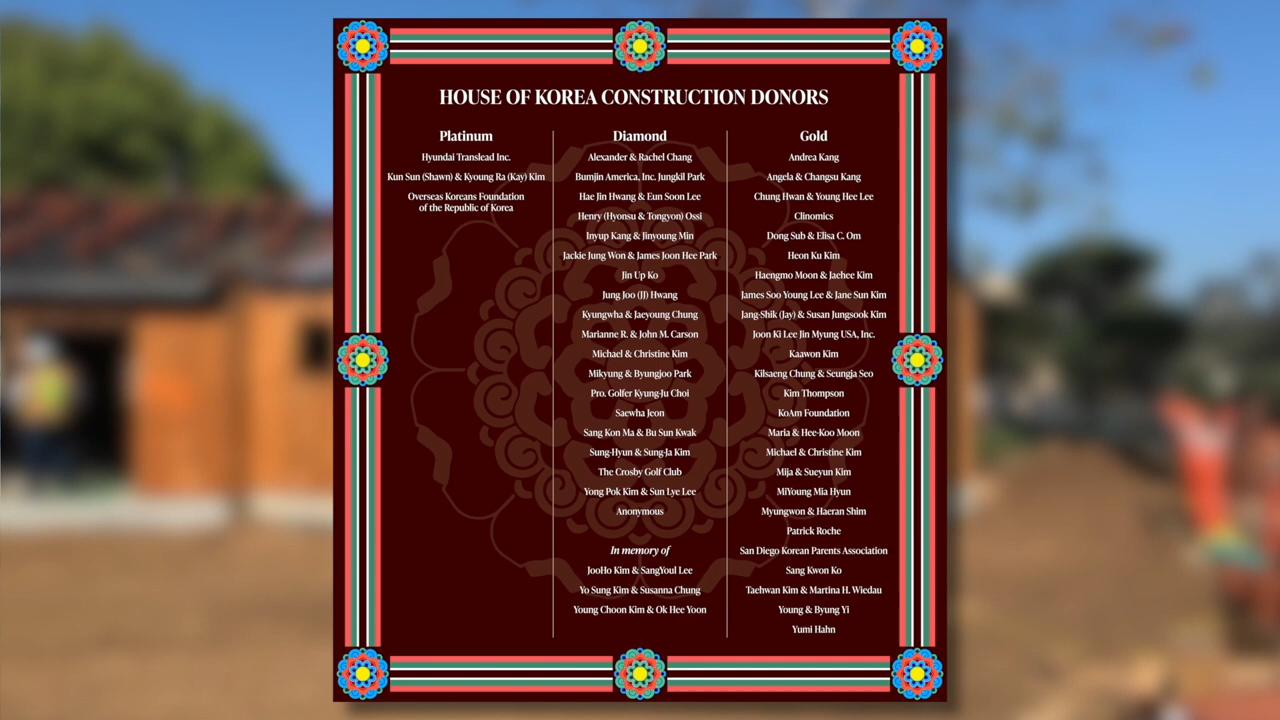 HOUSE OF KOREA CONSTRUCTION DONORS
Platinum
Hyundai Translead Inc.
Kun Sun (Shawn) & Kyoung Ra (Kay) Kim
Overseas Koreans Foundation
of the Republic of Korea
Diamond
Alexander & Rachel Chang
Bumjin America, Inc. Jungkil Park
Hae Jin Hwang & Eun Soon Lee
Henry (Hyonsu & Tongyon) Ossi
Inyup Kang & Jinyoung Min
Jackie Jung Won & James Joon Hee Park
Jin Up Ko
Jung Joo (JJ) Hwang
Kyungwha & Jaeyoung Chung
Marianne R. & John M. Carson
Michael & Christine Kim
Mikyung & Byungjoo Park
Pro. Golfer Kyung-Ju Choi
Saewha Jeon
Sang Kon Ma & Bu Sun Kwak
Sung-Hyun & Sung-Ja Kim
The Crosby Golf Club
Yong Pok Kim & Sun Lye Lee
Anonymous
In memory of
JooHo Kim & SangYoul Lee
Yo Sung Kim & Susanna Chung
Young Choon Kim & Ok Hee Yoon
Gold
Andrea Kang
Angela & Changsu Kang
Chung Hwan & Young Hee Lee
Clinomics
Dong Sub & Elisa C. Om
Heon Ku Kim
Haengmo Moon & Jaehee Kim
James Soo Young Lee & Jane Sun Kim
Jang-Shik (Jay) & Susan Jungsook Kim
Joon Ki Lee Jin Myung USA, Inc.
Kaawon Kim
Kilsaeng Chung & Seungja Seo
Kim Thompson
KoAm Foundation
Maria & Hee-Koo Moon
Michael & Christine Kim
Mija & Sueyun Kim
MiYoung Mia Hyun
Myungwon & Haeran Shim
Patrick Roche
San Diego Korean Parents Association
Sang Kwon Ko
Taehwan Kim & Martina H. Wiedau
Young & Byung Yi
Yumi Hahn